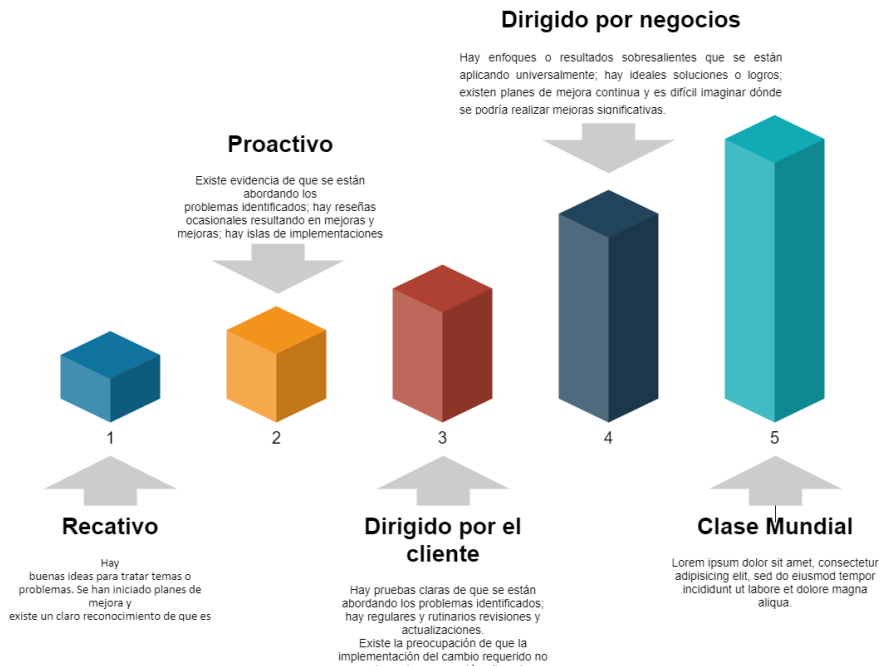 Dirigido por negocios
Hay enfoques o resultados sobresalientes que se están
aplicando universalmente; hay ideales soluciones o logros;
existen planes de mejora continua y es difícil imaginar dónde
se podría realizar mejoras significativas.
Proactivo
Existe evidencia de que se están
abordando los
problemas identificados; hay reseñas
ocasionales resultando en mejoras y
mejoras; hay islas de implementaciones
1
2
3
4
5
Recativo
Hay
buenas ideas para tratar temas o
problemas. Se han iniciado planes de
mejora y
existe un claro reconocimiento de que es
Dirigido por el
cliente
Hay pruebas claras de que se están
abordando los problemas identificados;
hay regulares y rutinarios revisiones y
actualizaciones.
Existe la preocupación de que la
implementación del cambio requerido no
Clase Mundial
Lorem ipsum dolor sit amet, consectetur
adipisicing elit, sed do eiusmod tempor
incididunt ut labore et dolore magna
aliqua.